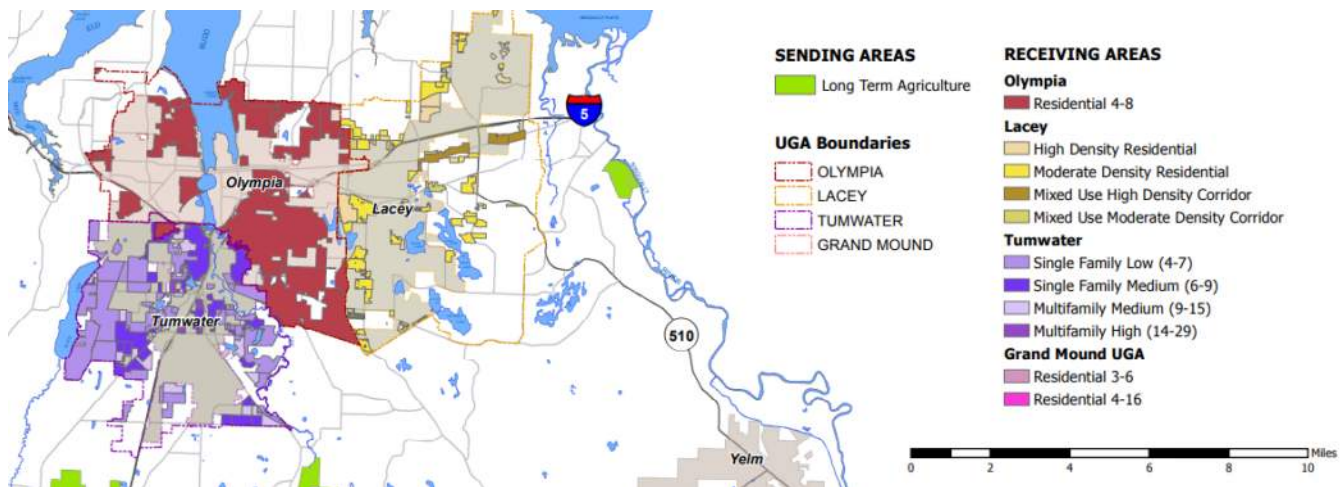 BUDD
Olympia
Lacey
Tumwater
Yelm
5
510
SENDING AREAS
Long Term Agriculture
UGA Boundaries
OLYMPIA
LACEY
TUMWATER
GRAND MOUND
RECEIVING AREAS
Olympia
Residential 4-8
Lacey
High Density Residential
Moderate Density Residential
Mixed Use High Density Corridor
Mixed Use Moderate Density Corridor
Tumwater
Single Family Low (4-7)
Single Family Medium (6-9)
Multifamily Medium (9-15)
Multifamily High (14-29)
Grand Mound UGA
Residential 3-6
Residential 4-16
Miles
0 2 4 6 8 10